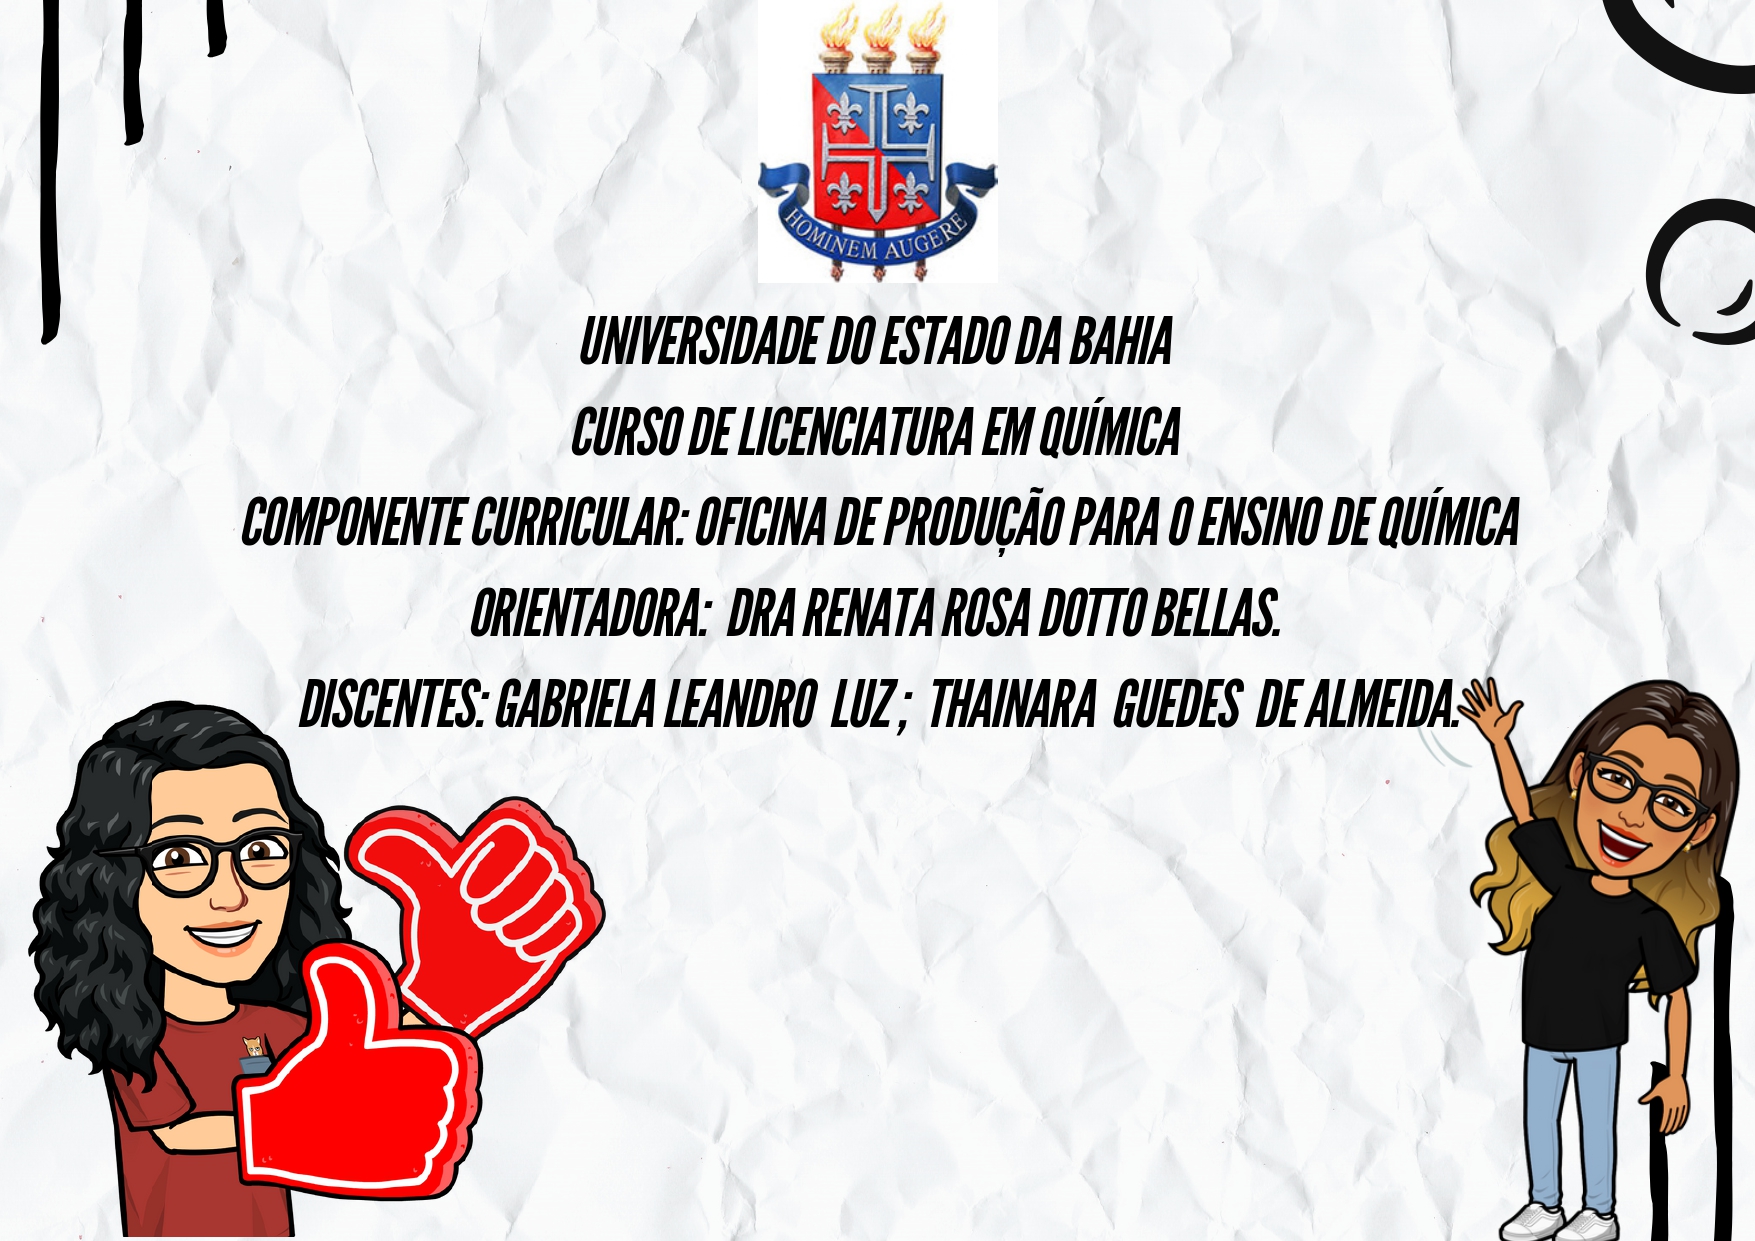 HOMINEM AUGERE
UNIVERSIDADE DO ESTADO DA BAHIA
CURSO DE LICENCIATURA EM QUÍMICA
COMPONENTE CURRICULAR: OFICINA DE PRODUÇÃO PARA O ENSINO DE QUÍMICA
ORIENTADORA: DRA RENATA ROSA DOTTO BELLAS.
DISCENTES: GABRIELA LEANDRO LUZ ; THAINARA GUEDES DE ALMEIDA.